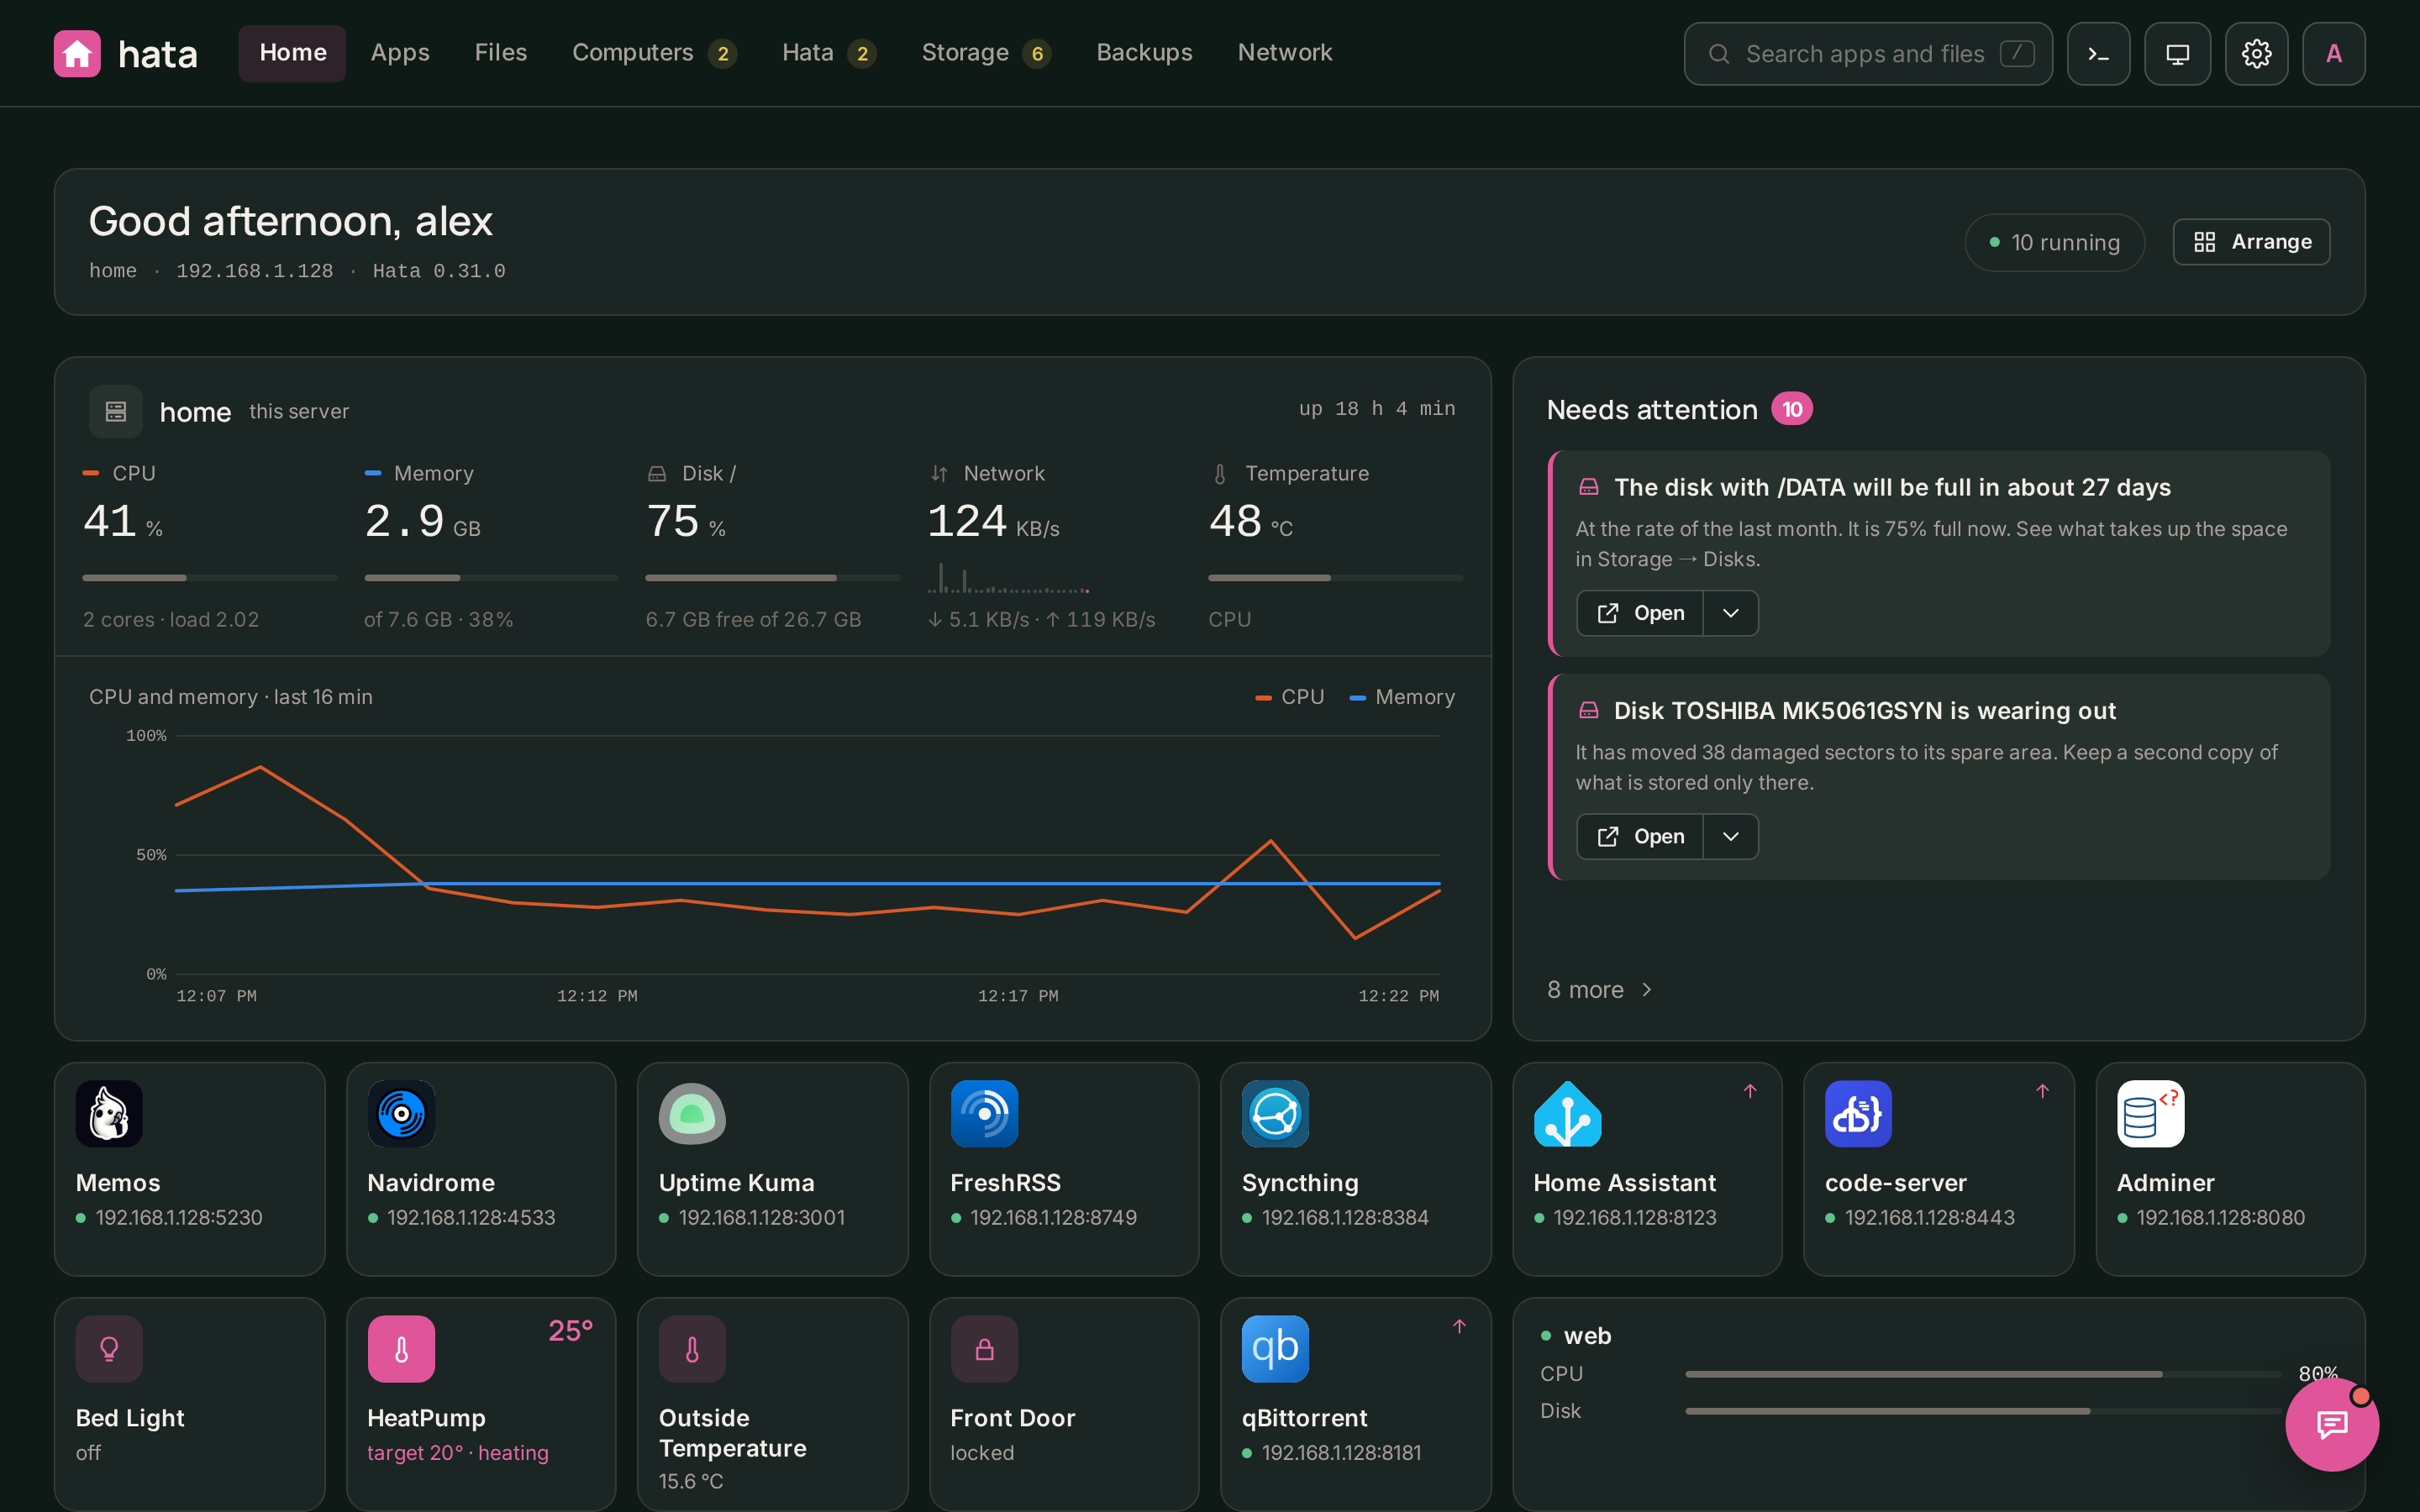 hata
Home
Apps
Files
Computers 2
Hata 2
Storage 6
Backups
Network
Search apps and files /
A
Good afternoon, alex
home · 192.168.1.128 · Hata 0.31.0
10 running
Arrange
home this server
up 18 h 4 min
CPU
41 %
2 cores · load 2.02
Memory
2.9 GB
of 7.6 GB · 38%
Disk /
75 %
6.7 GB free of 26.7 GB
Network
124 KB/s
↓ 5.1 KB/s · ↑ 119 KB/s
Temperature
48 °C
CPU
CPU and memory · last 16 min
CPU
Memory
100%
50%
0%
12:07 PM
12:12 PM
12:17 PM
12:22 PM
Needs attention 10
The disk with /DATA will be full in about 27 days
At the rate of the last month. It is 75% full now. See what takes up the space
in Storage → Disks.
Open
Disk TOSHIBA MK5061GSYN is wearing out
It has moved 38 damaged sectors to its spare area. Keep a second copy of
what is stored only there.
Open
8 more
Memos
192.168.1.128:5230
Navidrome
192.168.1.128:4533
Uptime Kuma
192.168.1.128:3001
FreshRSS
192.168.1.128:8749
Syncthing
192.168.1.128:8384
Home Assistant
192.168.1.128:8123
code-server
192.168.1.128:8443
Adminer
192.168.1.128:8080
Bed Light
off
25°
HeatPump
target 20° · heating
Outside
Temperature
15.6 °C
Front Door
locked
qb
qBittorrent
192.168.1.128:8181
web
CPU
80%
Disk